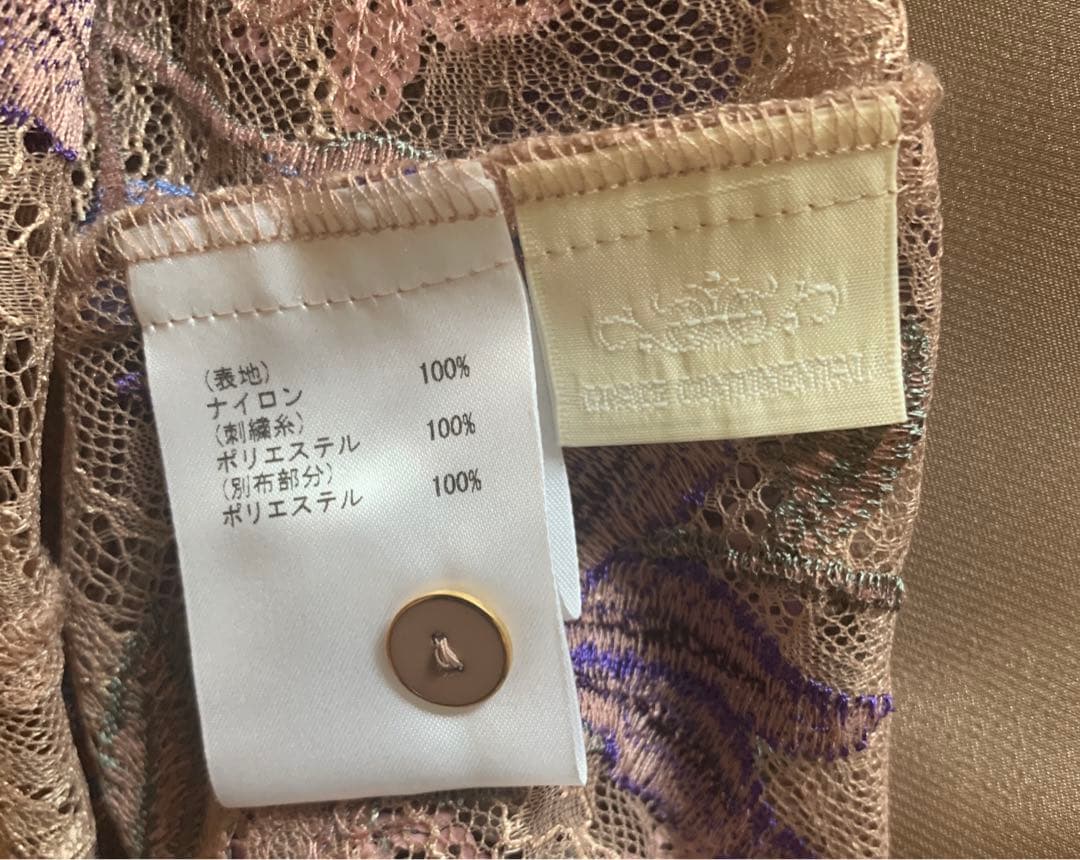 (表地)
ナイロン 100%
(刺繍糸)
ポリエステル 100%
(別布部分)
ポリエステル 100%